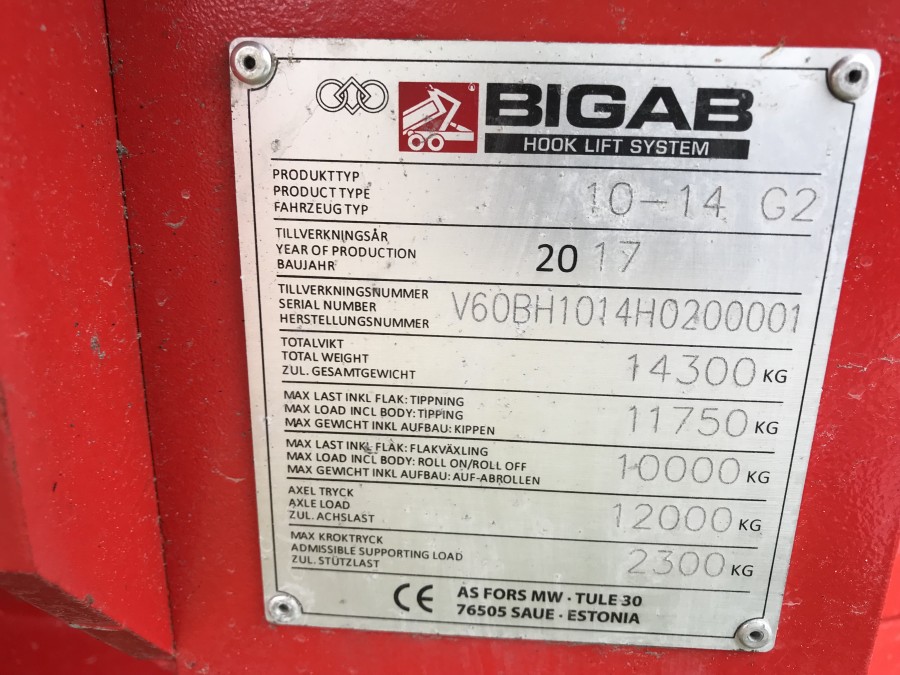 BIGAB
HOOK LIFT SYSTEM
PRODUKTTYP
PRODUCT TYPE
FAHRZEUG TYP
10-14 G2
TILLVERKNINGSÅR
YEAR OF PRODUCTION
BAUJAHR
2017
TILLVERKNINGSNUMMER
SERIAL NUMBER
HERSTELLUNGSNUMMER
V60BH1014H0200001
TOTALVIKT
TOTAL WEIGHT
ZUL. GESAMTGEWICHT
14300 KG
MAX LAST INKL FLAK: TIPPNING
MAX LOAD INCL BODY: TIPPING
MAX GEWICHT INKL AUFBAU: KIPPEN
11750 KG
MAX LAST INKL FLAK: FLAKVÄXLING
MAX LOAD INCL BODY: ROLL ON/ROLL OFF
MAX GEWICHT INKL AUFBAU: AUF-ABROLLEN
10000 KG
AXEL TRYCK
AXLE LOAD
ZUL. ACHSLAST
12000 KG
MAX KROKTRYCK
ADMISSIBLE SUPPORTING LOAD
ZUL. STÜTZLAST
2300 KG
CE
AS FORS MW · TULE 30
76505 SAUE · ESTONIA